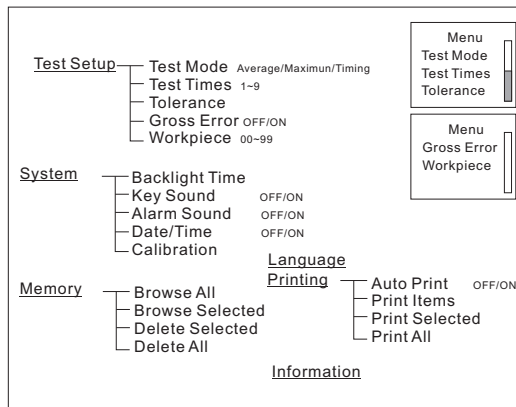 Test Setup
Test Mode Average/Maximun/Timing
Test Times 1~9
Tolerance
Gross Error OFF/ON
Workpiece 00~99
Menu
Test Mode
Test Times
Tolerance
Menu
Gross Error
Workpiece
System
Backlight Time
Key Sound OFF/ON
Alarm Sound OFF/ON
Date/Time OFF/ON
Calibration
Memory
Browse All
Browse Selected
Delete Selected
Delete All
Language
Printing
Auto Print OFF/ON
Print Items
Print Selected
Print All
Information